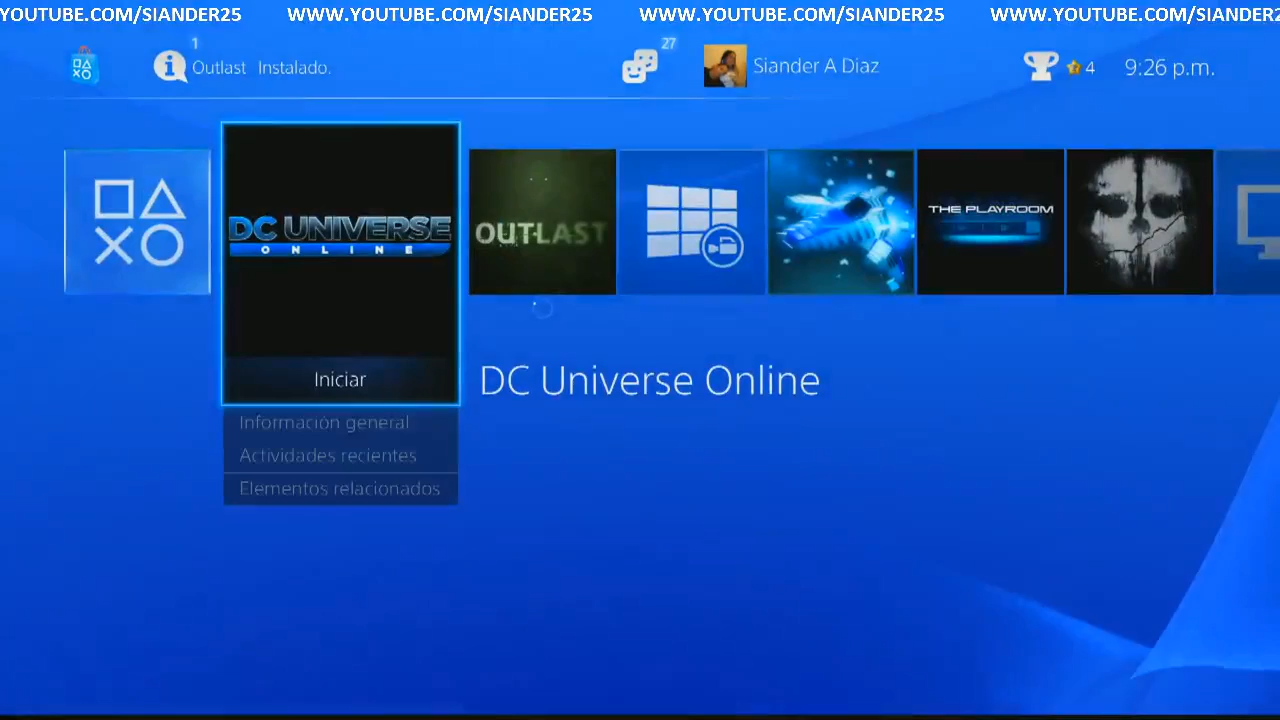 YOUTUBE.COM/SIANDER25 WWW.YOUTUBE.COM/SIANDER25 WWW.YOUTUBE.COM/SIANDER25 WWW.YOUTUBE.COM/SIANDER2
1
27
Outlast Instalado.
Siander A Diaz
4
9:26 p.m.
DC UNIVERSE
ONLINE
OUTLAST
THE PLAYROOM
Iniciar
DC Universe Online
Información general
Actividades recientes
Elementos relacionados